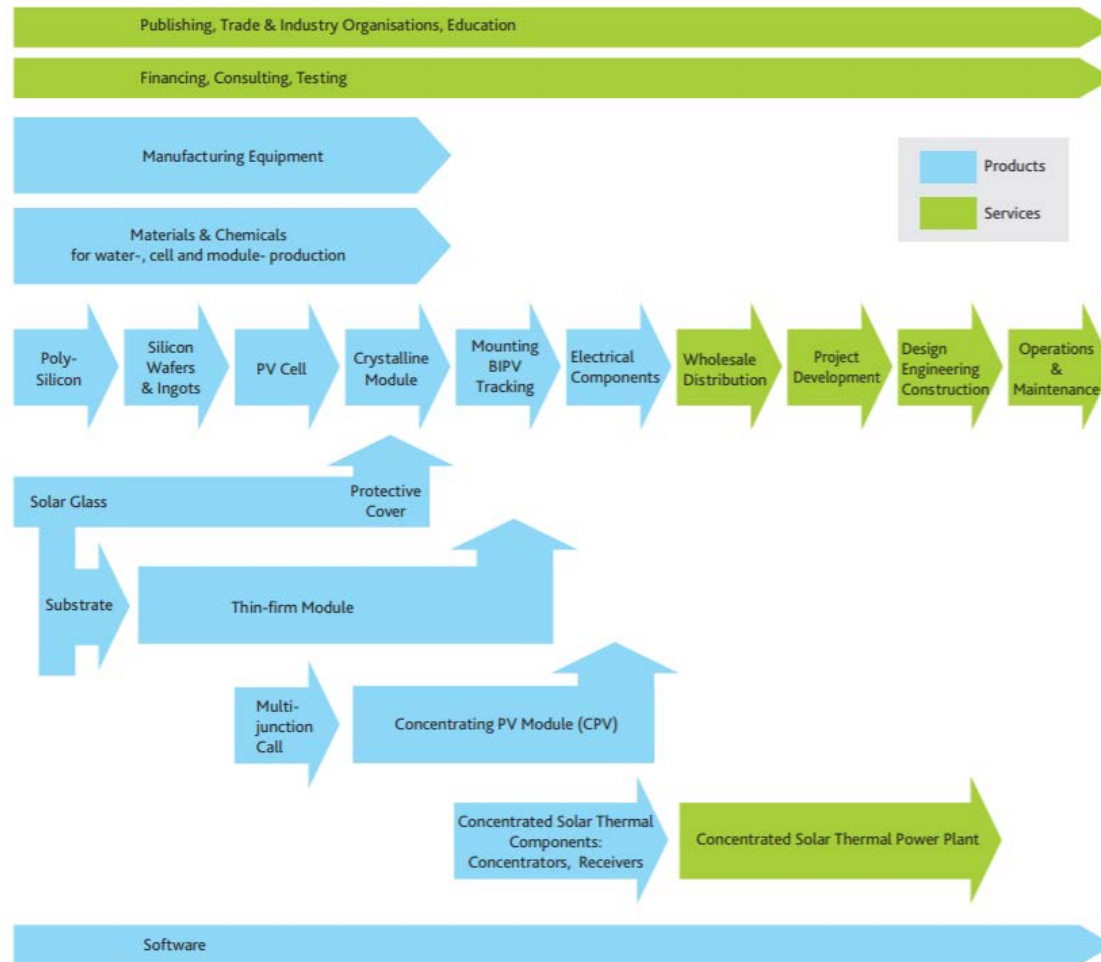 Publishing, Trade & Industry Organisations, Education
Financing, Consulting, Testing
Manufacturing Equipment
Products
Services
Materials & Chemicals
for water-, cell and module- production
Poly-
Silicon
Silicon
Wafers
& Ingots
PV Cell
Crystalline
Module
Mounting
BIPV
Tracking
Electrical
Components
Wholesale
Distribution
Project
Development
Design
Engineering
Construction
Operations
&
Maintenance
Solar Glass
Protective
Cover
Substrate
Thin-firm Module
Multi-
junction
Call
Concentrating PV Module (CPV)
Concentrated Solar Thermal
Components:
Concentrators, Receivers
Concentrated Solar Thermal Power Plant
Software